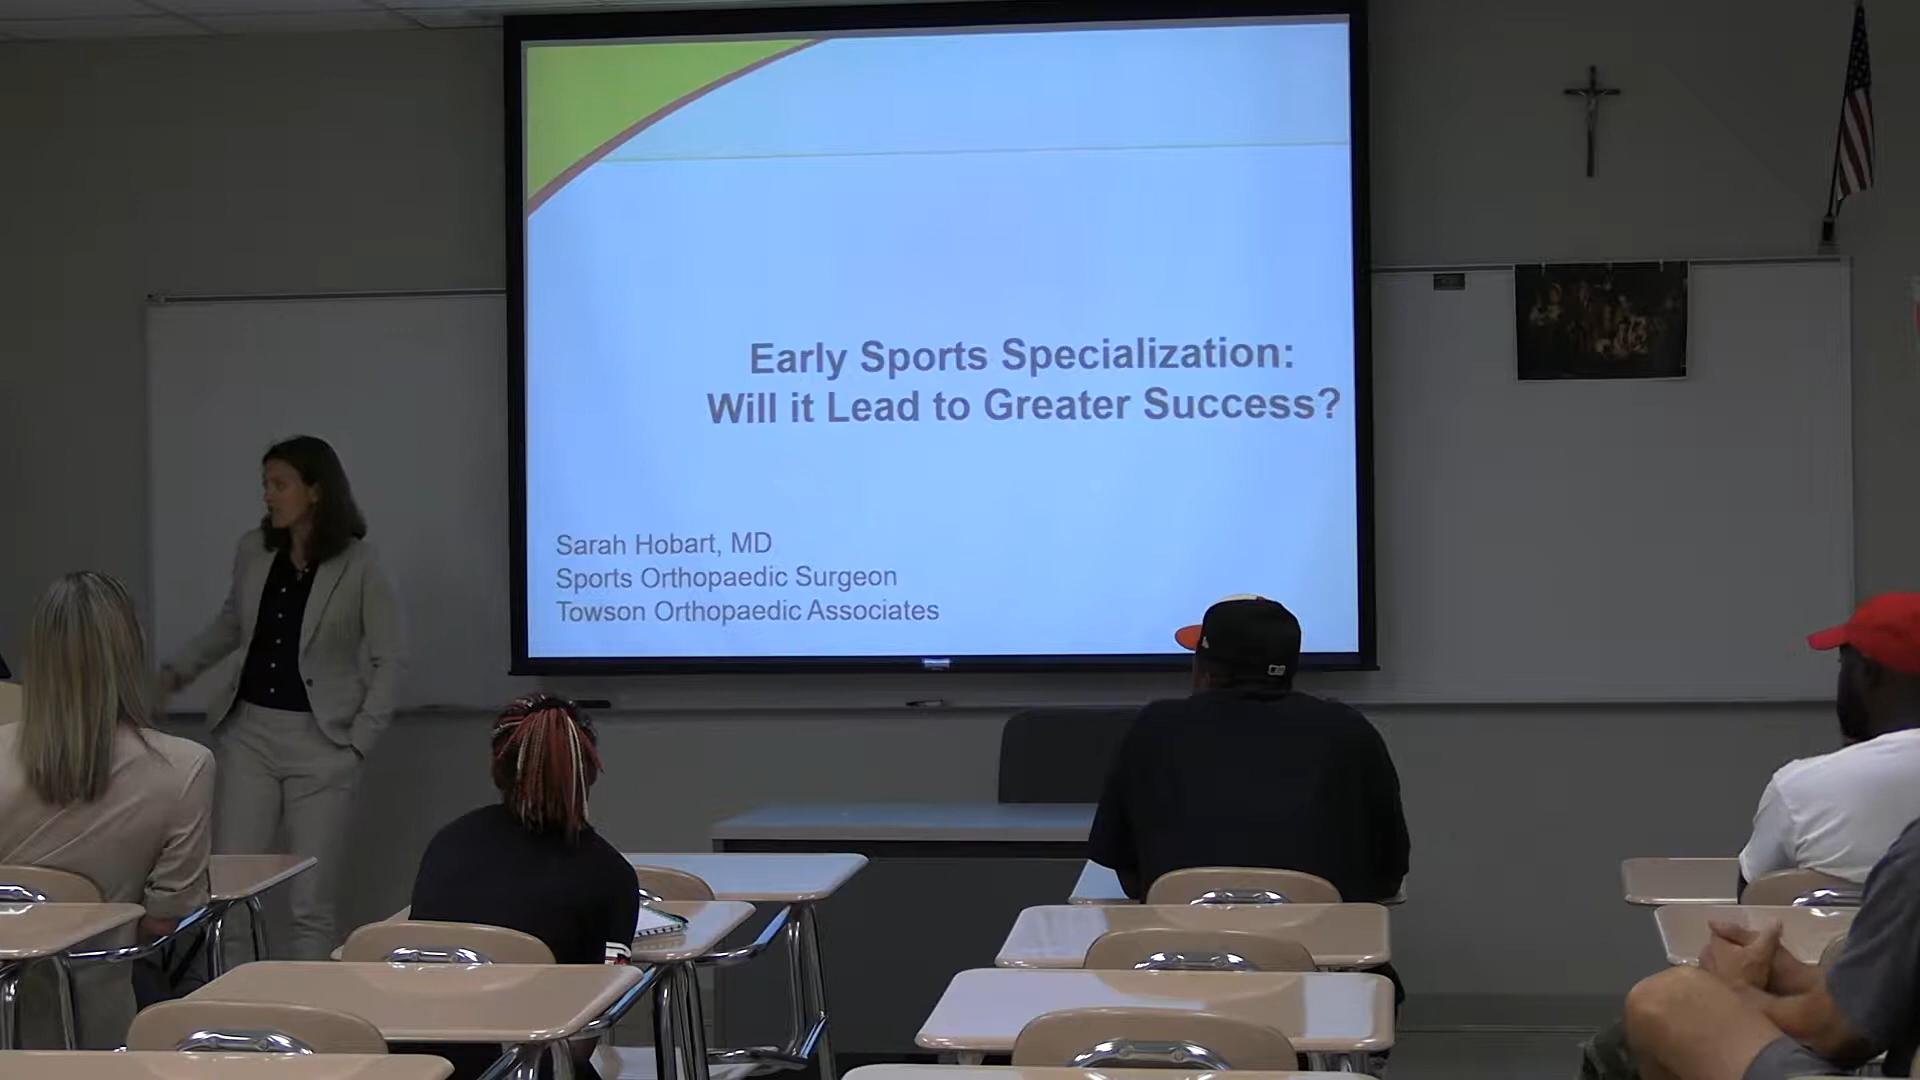 Early Sports Specialization:
Will it Lead to Greater Success?
Sarah Hobart, MD
Sports Orthopaedic Surgeon
Towson Orthopaedic Associates